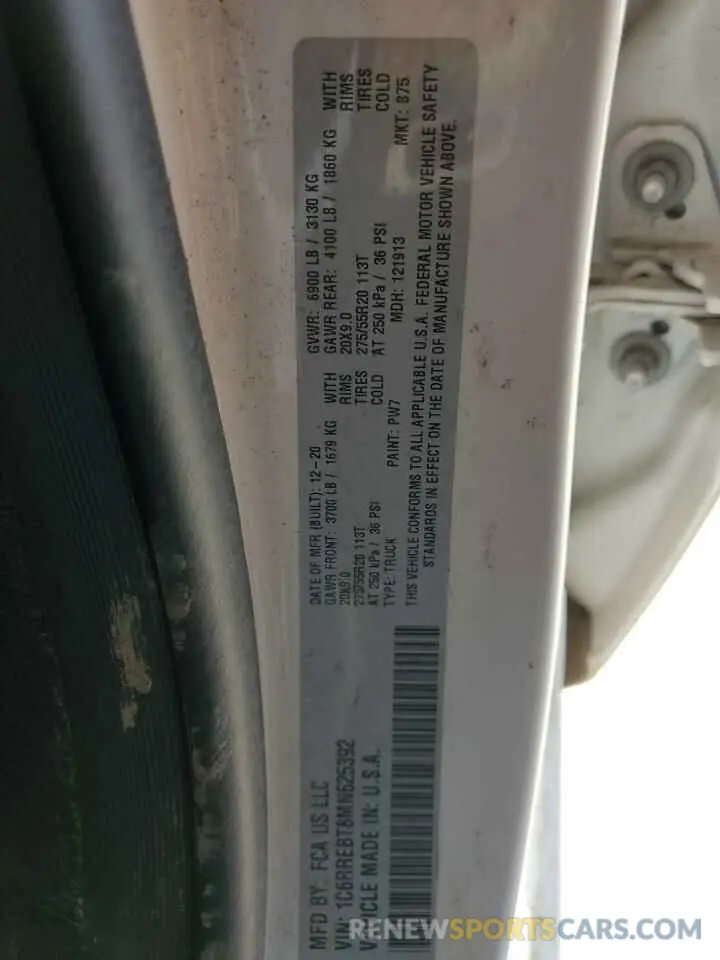 MFD BY: FCA US LLC
DATE OF MFR (BUILT): 12-20
GVWR: 6900 LB / 3130 KG
VIN: 1C6RREBT8MN625392
GAWR FRONT: 3700 LB / 1679 KG WITH
GAWR REAR: 4100 LB / 1860 KG WITH
VEHICLE MADE IN: U.S.A.
20X9.0 RIMS
20X9.0 RIMS
275/55R20 113T TIRES
275/55R20 113T TIRES
AT 250 kPa / 36 PSI COLD
AT 250 kPa / 36 PSI COLD
TYPE: TRUCK PAINT: PW7 MDH: 121913 MKT: B75
THIS VEHICLE CONFORMS TO ALL APPLICABLE U.S.A. FEDERAL MOTOR VEHICLE SAFETY
STANDARDS IN EFFECT ON THE DATE OF MANUFACTURE SHOWN ABOVE.
RENEWSPORTSCARS.COM